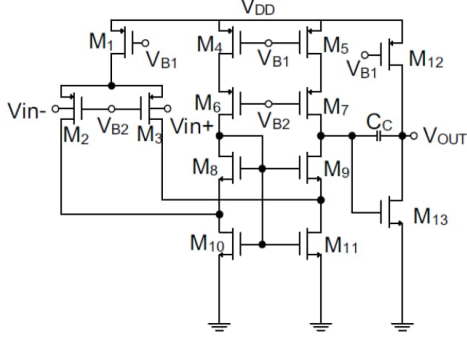 VDD
M1
VB1
M4
VB1
M5
VB1
M12
Vin-
M2
VB2
M3
Vin+
M6
VB2
M7
CC
VOUT
M8
M9
M10
M11
M13